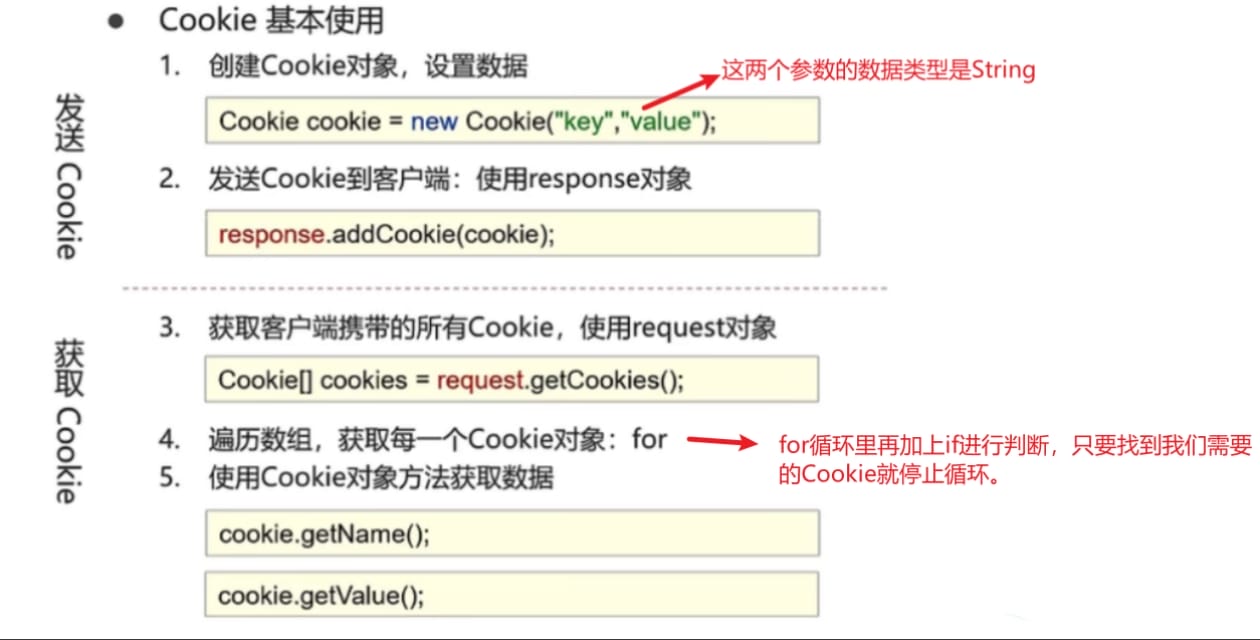 ● Cookie 基本使用
发送 Cookie
1. 创建Cookie对象，设置数据
这两个参数的数据类型是String
Cookie cookie = new Cookie("key","value");
2. 发送Cookie到客户端：使用response对象
response.addCookie(cookie);
获取 Cookie
3. 获取客户端携带的所有Cookie，使用request对象
Cookie[] cookies = request.getCookies();
4. 遍历数组，获取每一个Cookie对象：for
for循环里再加上if进行判断，只要找到我们需要
的Cookie就停止循环。
5. 使用Cookie对象方法获取数据
cookie.getName();
cookie.getValue();